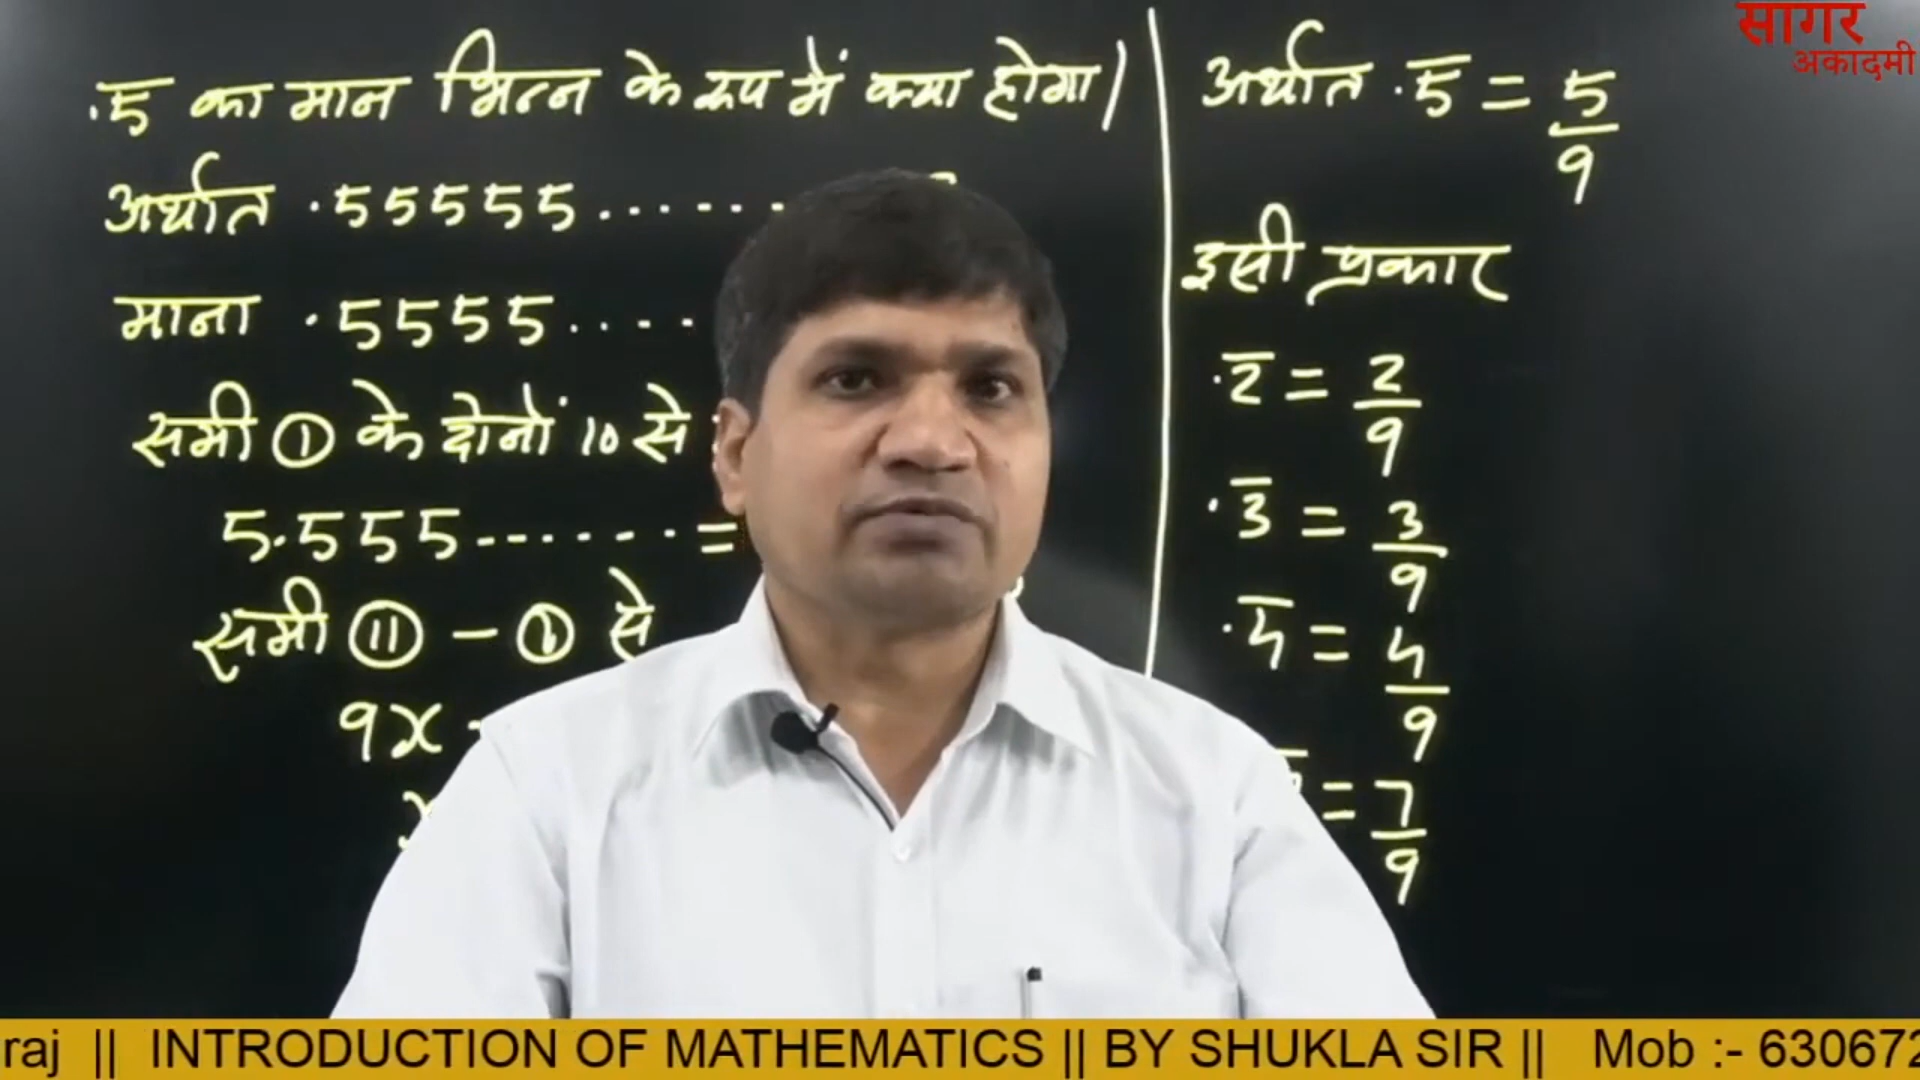 .5̅ का मान भिन्न के रूप में क्या होगा।
अर्थात .55555.......
माना .5555....
समी ① के दोनों 10 से
5.555------- =
समी ⑪ - ① से
9x
x
अर्थात .5̅ = 5/9
इसी प्रकार
.2̅ = 2/9
.3̅ = 3/9
.4̅ = 4/9
= 7/9
सागर
अकादमी
raj || INTRODUCTION OF MATHEMATICS || BY SHUKLA SIR || Mob :- 630672